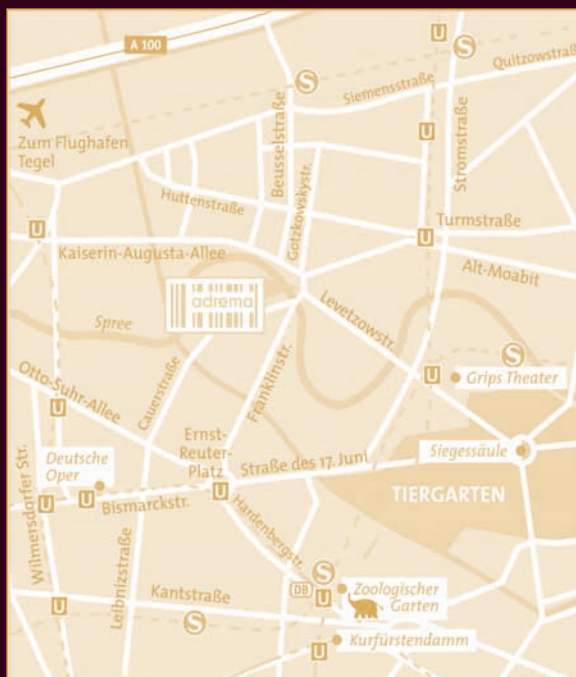 A 100
U
S
Quitzowstraß
Siemensstraße
S
U
Zum Flughafen
Tegel
Beusselstraße
Stromstraße
Huttenstraße
Gotzkowskystr.
Turmstraße
U
U
Kaiserin-Augusta-Allee
Alt-Moabit
adrema
Levetzowstr.
Spree
Otto-Suhr-Allee
Cauerstraße
Franklinstr.
S
U
Grips Theater
U
Ernst-
Reuter-
Platz
Wilmersdorfer Str.
Deutsche
Oper
Straße des 17. Juni
Siegessäule
TIERGARTEN
U
U
U
Bismarckstr.
Hardenbergstr.
Leibnizstraße
Kantstraße
S
DB
U
Zoologischer
Garten
U
S
Kurfürstendamm
U